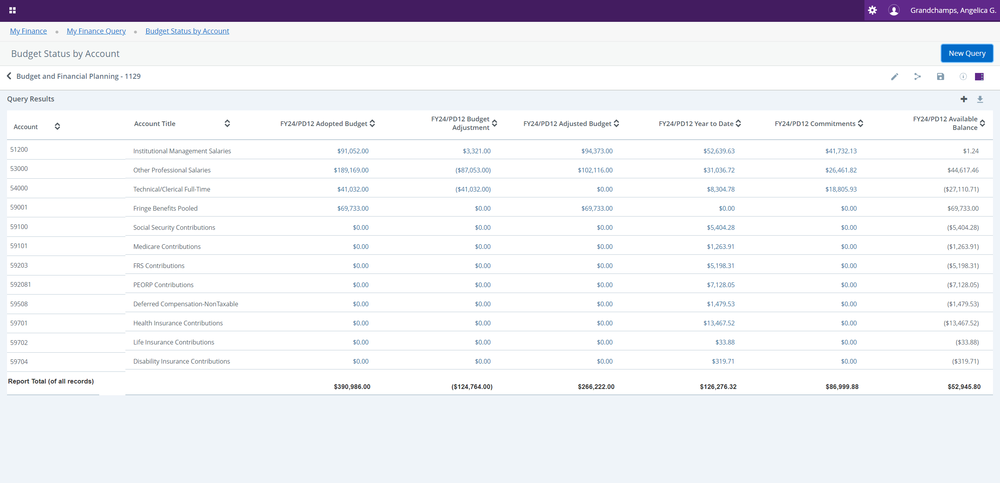 Grandchamps, Angelica G.
My Finance • My Finance Query • Budget Status by Account
Budget Status by Account
New Query
Budget and Financial Planning - 1129
Query Results
Account Account Title FY24/PD12 Adopted Budget FY24/PD12 Budget Adjustment FY24/PD12 Adjusted Budget FY24/PD12 Year to Date FY24/PD12 Commitments FY24/PD12 Available Balance
51200 Institutional Management Salaries $91,052.00 $3,321.00 $94,373.00 $52,639.63 $41,732.13 $1.24
53000 Other Professional Salaries $189,169.00 ($87,053.00) $102,116.00 $31,036.72 $26,461.82 $44,617.46
54000 Technical/Clerical Full-Time $41,032.00 ($41,032.00) $0.00 $8,304.78 $18,805.93 ($27,110.71)
59001 Fringe Benefits Pooled $69,733.00 $0.00 $69,733.00 $0.00 $0.00 $69,733.00
59100 Social Security Contributions $0.00 $0.00 $0.00 $5,404.28 $0.00 ($5,404.28)
59101 Medicare Contributions $0.00 $0.00 $0.00 $1,263.91 $0.00 ($1,263.91)
59203 FRS Contributions $0.00 $0.00 $0.00 $5,198.31 $0.00 ($5,198.31)
592081 PEORP Contributions $0.00 $0.00 $0.00 $7,128.05 $0.00 ($7,128.05)
59508 Deferred Compensation-NonTaxable $0.00 $0.00 $0.00 $1,479.53 $0.00 ($1,479.53)
59701 Health Insurance Contributions $0.00 $0.00 $0.00 $13,467.52 $0.00 ($13,467.52)
59702 Life Insurance Contributions $0.00 $0.00 $0.00 $33.88 $0.00 ($33.88)
59704 Disability Insurance Contributions $0.00 $0.00 $0.00 $319.71 $0.00 ($319.71)
Report Total (of all records) $390,986.00 ($124,764.00) $266,222.00 $126,276.32 $86,999.88 $52,945.80